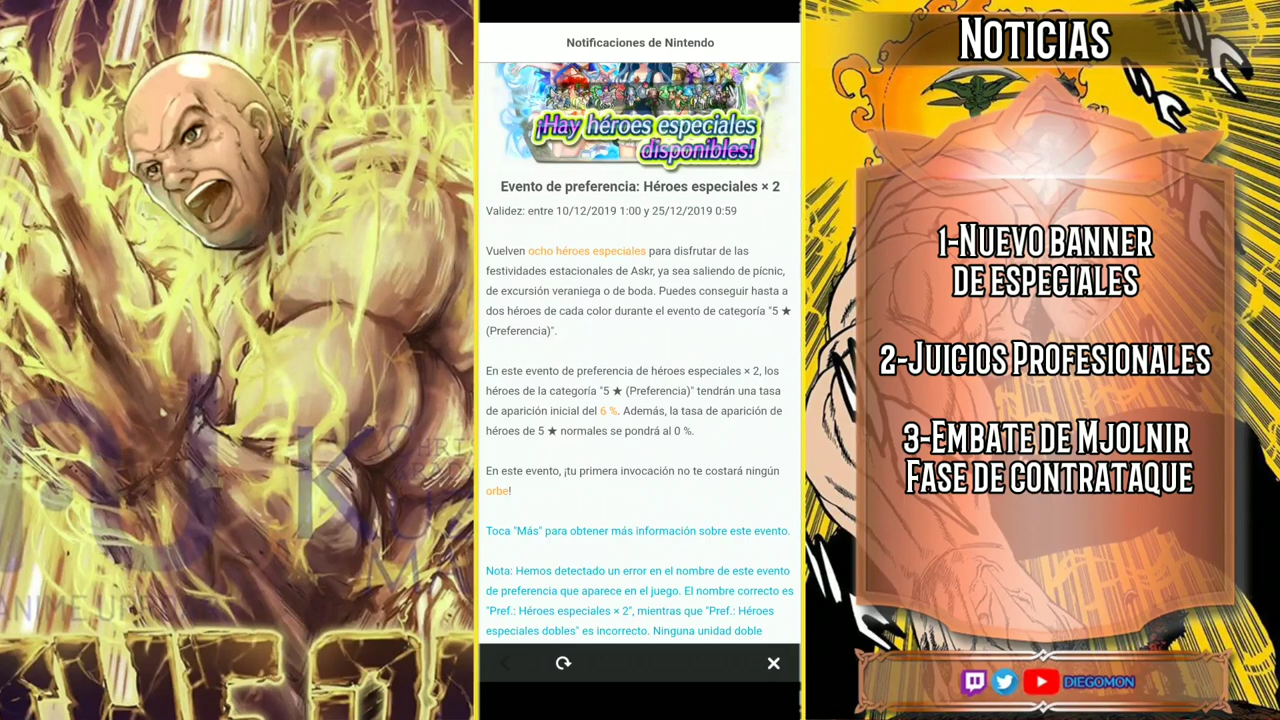 Notificaciones de Nintendo
¡Hay héroes especiales
disponibles!
Evento de preferencia: Héroes especiales × 2
Validez: entre 10/12/2019 1:00 y 25/12/2019 0:59
Vuelven ocho héroes especiales para disfrutar de las
festividades estacionales de Askr, ya sea saliendo de pícnic,
de excursión veraniega o de boda. Puedes conseguir hasta a
dos héroes de cada color durante el evento de categoría "5 ★
(Preferencia)".
En este evento de preferencia de héroes especiales × 2, los
héroes de la categoría "5 ★ (Preferencia)" tendrán una tasa
de aparición inicial del 6 %. Además, la tasa de aparición de
héroes de 5 ★ normales se pondrá al 0 %.
En este evento, ¡tu primera invocación no te costará ningún
orbe!
Toca "Más" para obtener más información sobre este evento.
Nota: Hemos detectado un error en el nombre de este evento
de preferencia que aparece en el juego. El nombre correcto es
"Pref.: Héroes especiales × 2", mientras que "Pref.: Héroes
especiales dobles" es incorrecto. Ninguna unidad doble
Noticias
1-Nuevo banner
de especiales
2-Juicios Profesionales
3-Embate de Mjolnir
Fase de contrataque
DIEGOMON